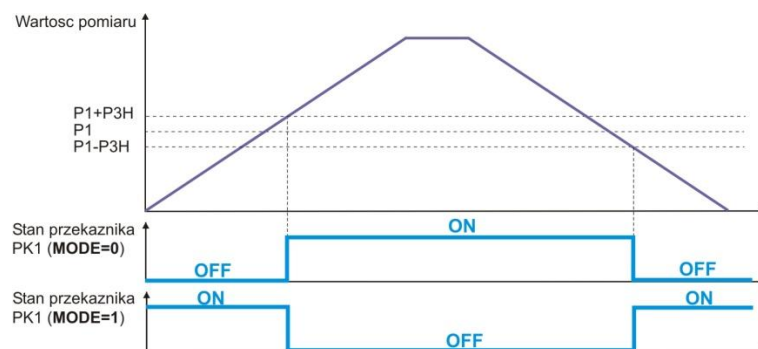 Wartosc pomiaru
P1+P3H
P1
P1-P3H
Stan przekaznika
PK1 (MODE=0)
ON
OFF
OFF
Stan przekaznika
PK1 (MODE=1)
ON
ON
OFF